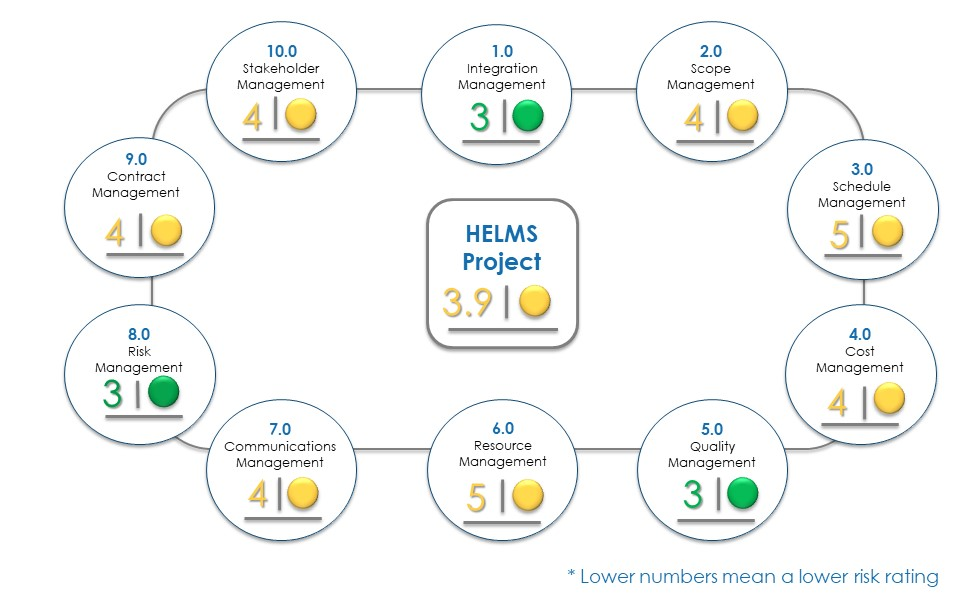 10.0
Stakeholder
Management
4
1.0
Integration
Management
3
2.0
Scope
Management
4
9.0
Contract
Management
4
3.0
Schedule
Management
5
HELMS
Project
3.9
8.0
Risk
Management
3
4.0
Cost
Management
4
7.0
Communications
Management
4
6.0
Resource
Management
5
5.0
Quality
Management
3
* Lower numbers mean a lower risk rating